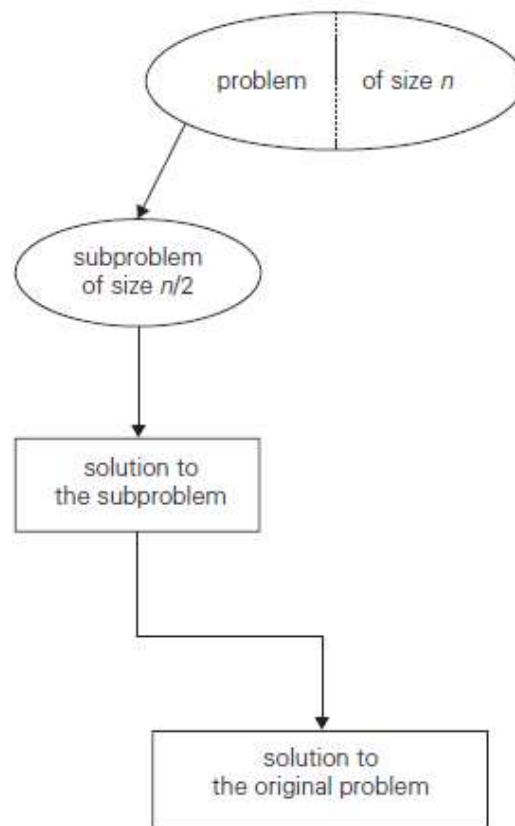 problem of size n
subproblem
of size n/2
solution to
the subproblem
solution to
the original problem